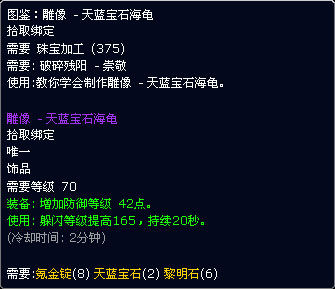 图鉴：雕像 - 天蓝宝石海龟
拾取绑定
需要 珠宝加工 (375)
需要: 破碎残阳 - 崇敬
使用:教你学会制作雕像 - 天蓝宝石海龟。
雕像 - 天蓝宝石海龟
拾取绑定
唯一
饰品
需要等级 70
装备: 增加防御等级 42点。
使用: 躲闪等级提高165，持续20秒。
(冷却时间: 2分钟)
需要:氪金锭(8) 天蓝宝石(2) 黎明石(6)